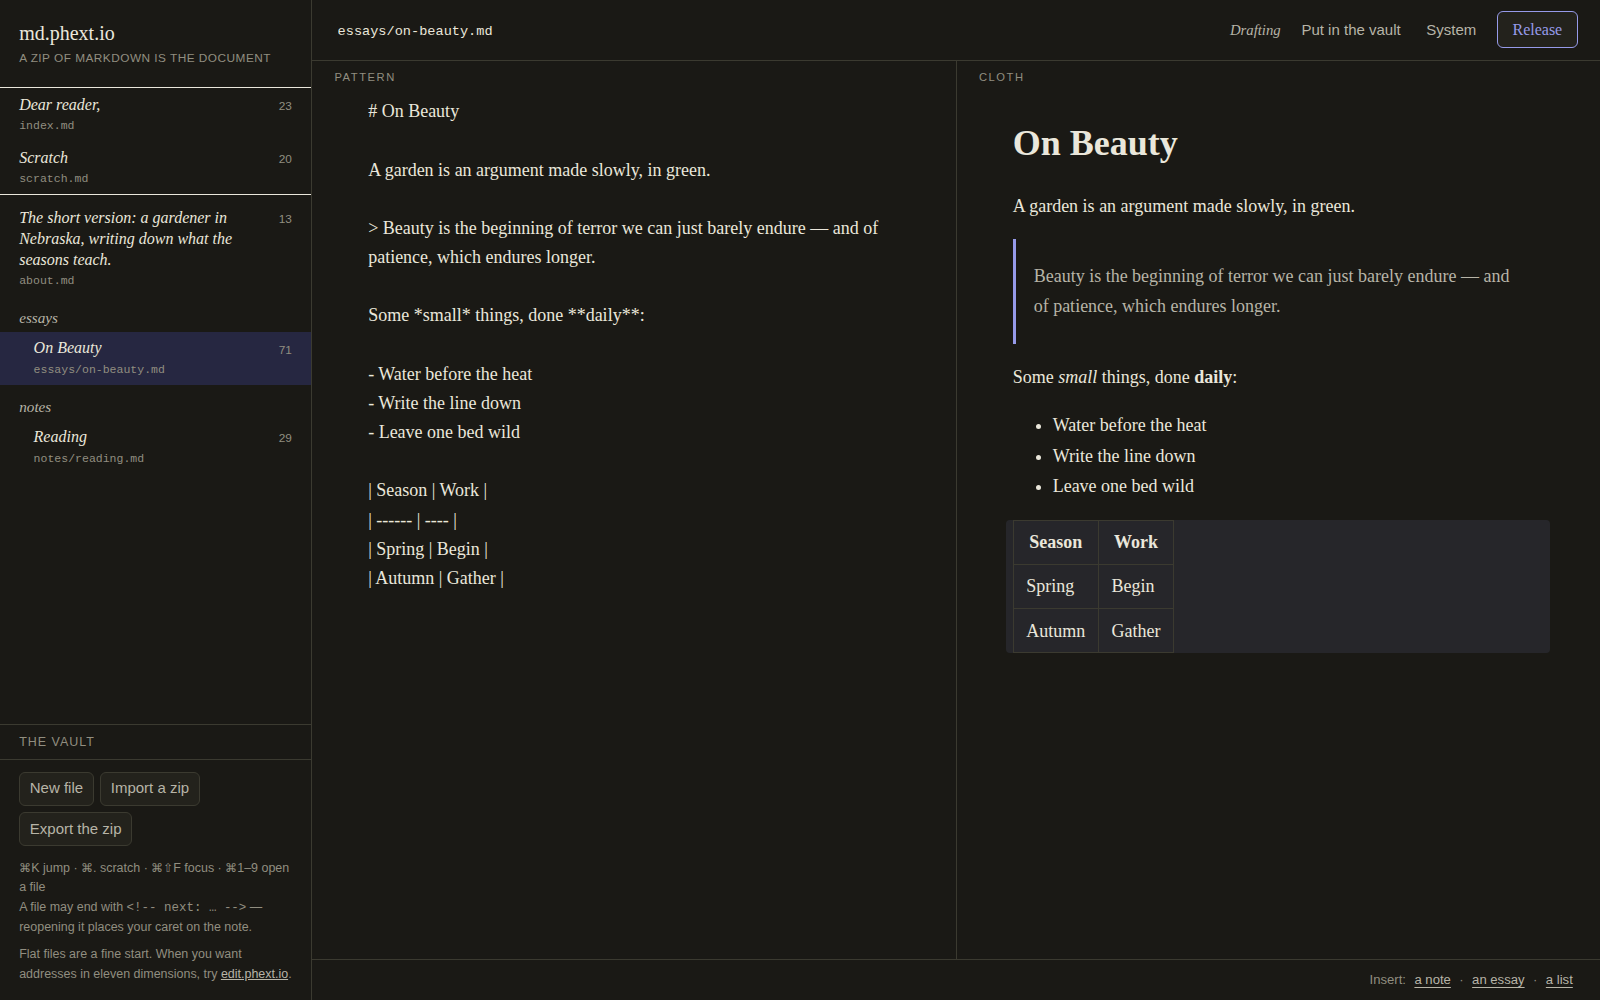 md.phext.io
A ZIP OF MARKDOWN IS THE DOCUMENT
Dear reader, 23
index.md
Scratch 20
scratch.md
The short version: a gardener in 13
Nebraska, writing down what the
seasons teach.
about.md
essays
On Beauty 71
essays/on-beauty.md
notes
Reading 29
notes/reading.md
THE VAULT
New file Import a zip
Export the zip
⌘K jump · ⌘. scratch · ⌘⇧F focus · ⌘1–9 open
a file
A file may end with <!-- next: … --> —
reopening it places your caret on the note.
Flat files are a fine start. When you want
addresses in eleven dimensions, try edit.phext.io.
essays/on-beauty.md
Drafting Put in the vault System Release
PATTERN
# On Beauty
A garden is an argument made slowly, in green.
> Beauty is the beginning of terror we can just barely endure — and of
patience, which endures longer.
Some *small* things, done **daily**:
- Water before the heat
- Write the line down
- Leave one bed wild
| Season | Work |
| ------ | ---- |
| Spring | Begin |
| Autumn | Gather |
CLOTH
On Beauty
A garden is an argument made slowly, in green.
Beauty is the beginning of terror we can just barely endure — and
of patience, which endures longer.
Some small things, done daily:
• Water before the heat
• Write the line down
• Leave one bed wild
Season Work
Spring Begin
Autumn Gather
Insert: a note · an essay · a list